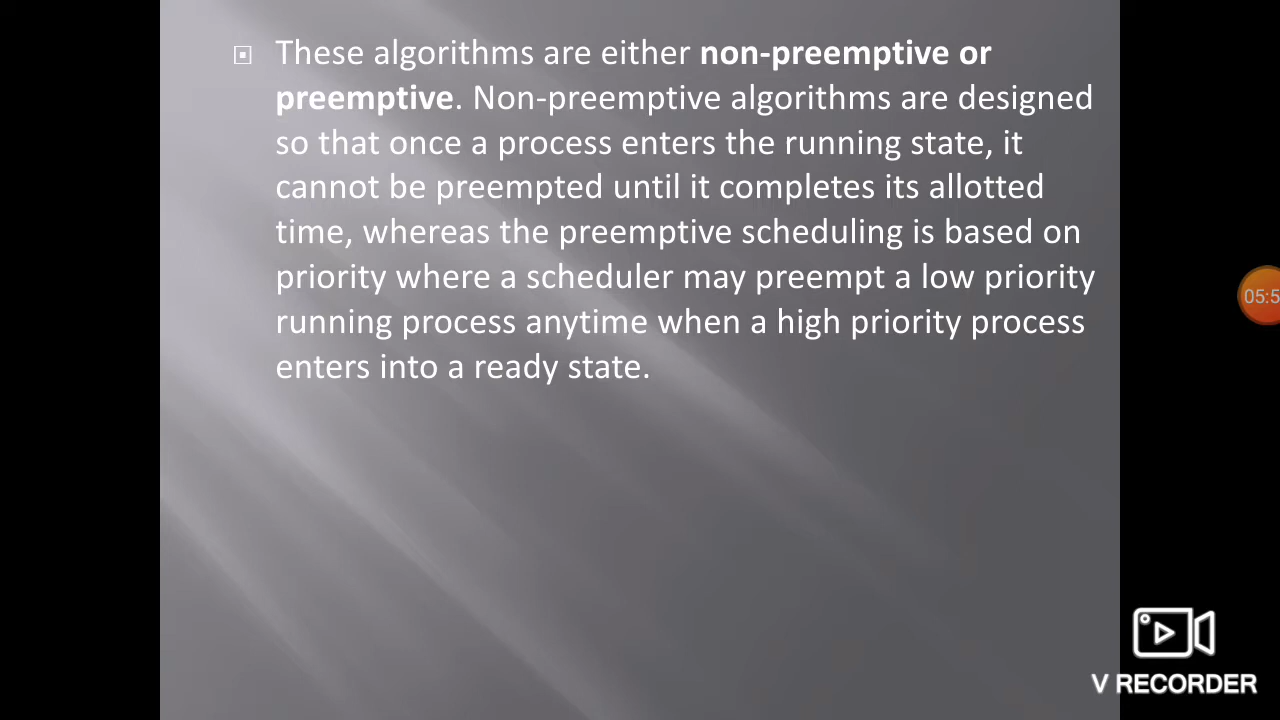 These algorithms are either non-preemptive or
preemptive. Non-preemptive algorithms are designed
so that once a process enters the running state, it
cannot be preempted until it completes its allotted
time, whereas the preemptive scheduling is based on
priority where a scheduler may preempt a low priority
running process anytime when a high priority process
enters into a ready state.
05:5
V RECORDER